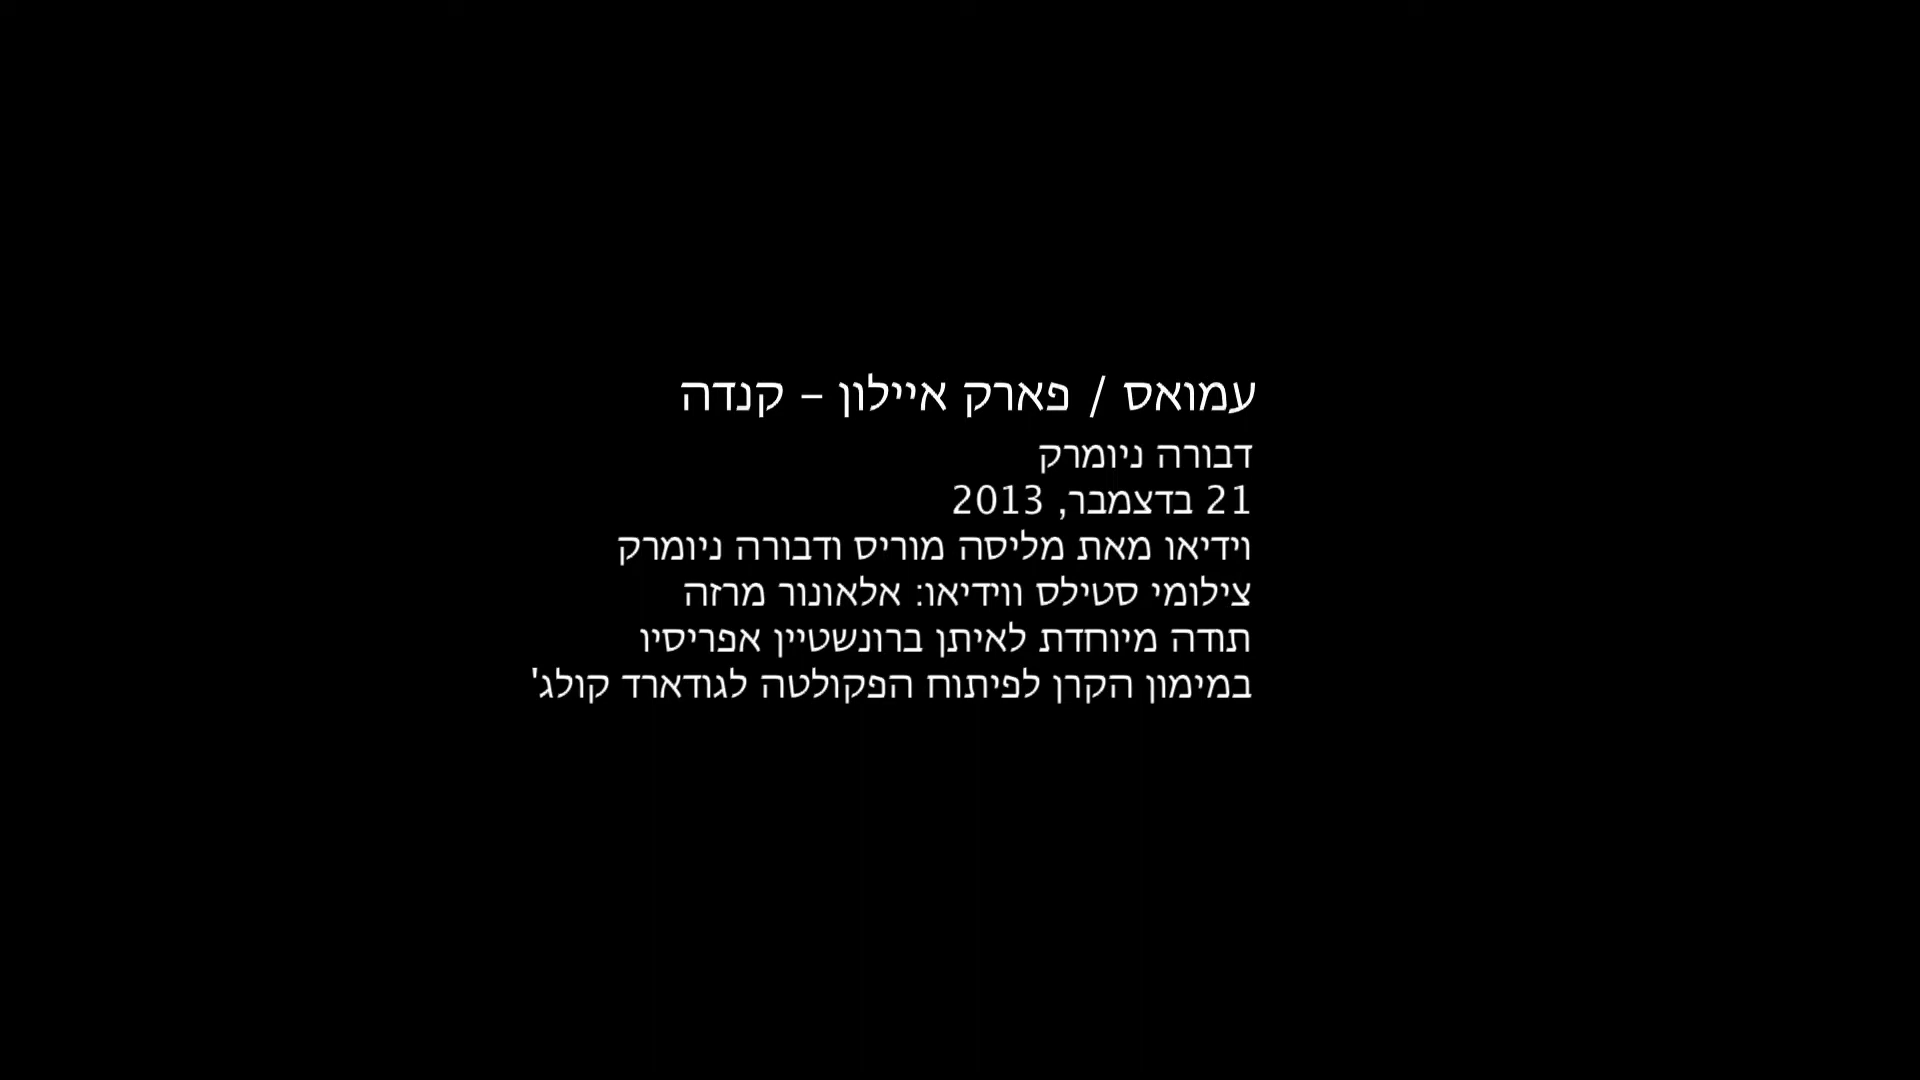 עמואס / פארק איילון – קנדה
דבורה ניומרק
21 בדצמבר, 2013
וידיאו מאת מליסה מוריס ודבורה ניומרק
צילומי סטילס ווידיאו: אלאונור מרזה
תודה מיוחדת לאיתן ברונשטיין אפריסיו
במימון הקרן לפיתוח הפקולטה לגודארד קולג'